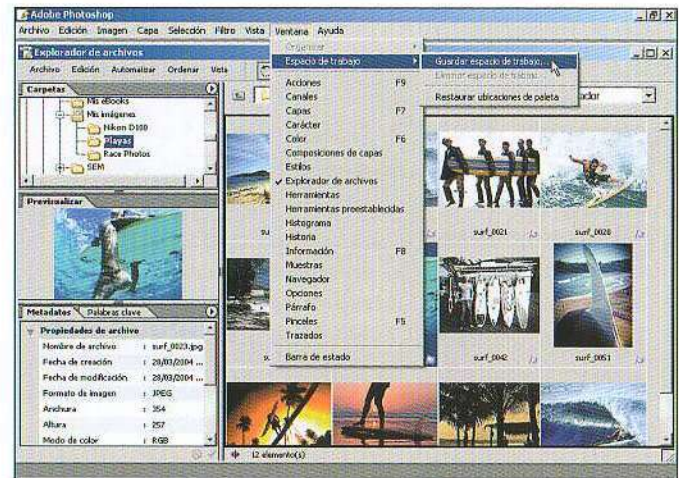 Adobe Photoshop
Archivo Edición Imagen Capa Selección Filtro Vista Ventana Ayuda
Explorador de archivos
Archivo Edición Automatizar Ordenar Vista
Organizar
Espacio de trabajo
Guardar espacio de trabajo...
Eliminar espacio de trabajo...
Restaurar ubicaciones de paleta
Acciones F9
Canales
Capas F7
Carácter
Color F6
Composiciones de capas
Estilos
Explorador de archivos
Herramientas
Herramientas preestablecidas
Histograma
Historia
Información F8
Muestras
Navegador
Opciones
Párrafo
Pinceles F5
Trazados
Barra de estado
Carpetas
Mis eBooks
Mis imágenes
Nikon D100
Playas
Race Photos
SEM
Previsualizar
Metadatos Palabras clave
Propiedades de archivo
Nombre de archivo : surf_0023.jpg
Fecha de creación : 28/03/2004 ...
Fecha de modificación : 28/03/2004 ...
Formato de imagen : JPEG
Anchura : 354
Altura : 257
Modo de color : RGB
surf_0021
surf_0028
surf_0042
surf_0051
12 elemento(s)